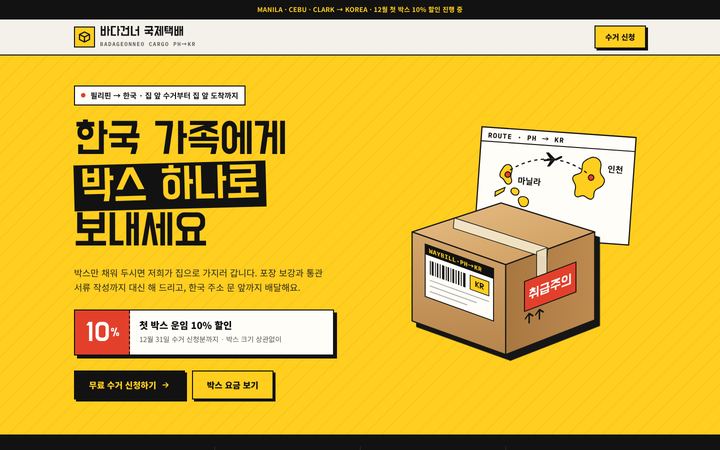 MANILA · CEBU · CLARK → KOREA · 12월 첫 박스 10% 할인 진행 중
바다건너 국제택배
BADAGEONNEO CARGO PH→KR
수거 신청
필리핀 → 한국 · 집 앞 수거부터 집 앞 도착까지
한국 가족에게
박스 하나로
보내세요
박스만 채워 두시면 저희가 집으로 가지러 갑니다. 포장 보강과 통관
서류 작성까지 대신 해 드리고, 한국 주소 문 앞까지 배달해요.
10%
첫 박스 운임 10% 할인
12월 31일 수거 신청분까지 · 박스 크기 상관없이
무료 수거 신청하기 →
박스 요금 보기
ROUTE · PH → KR
인천
마닐라
WAYBILL·PH→KR
KR
취급주의